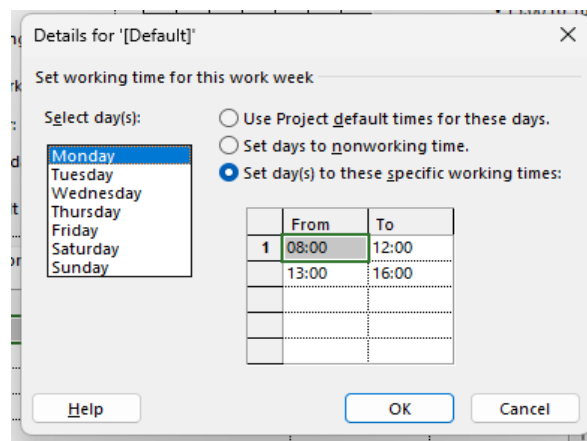 Details for '[Default]'
Set working time for this work week
Select day(s):
Use Project default times for these days.
Set days to nonworking time.
Set day(s) to these specific working times:
Monday
Tuesday
Wednesday
Thursday
Friday
Saturday
Sunday
From To
1 08:00 12:00
13:00 16:00
Help OK Cancel